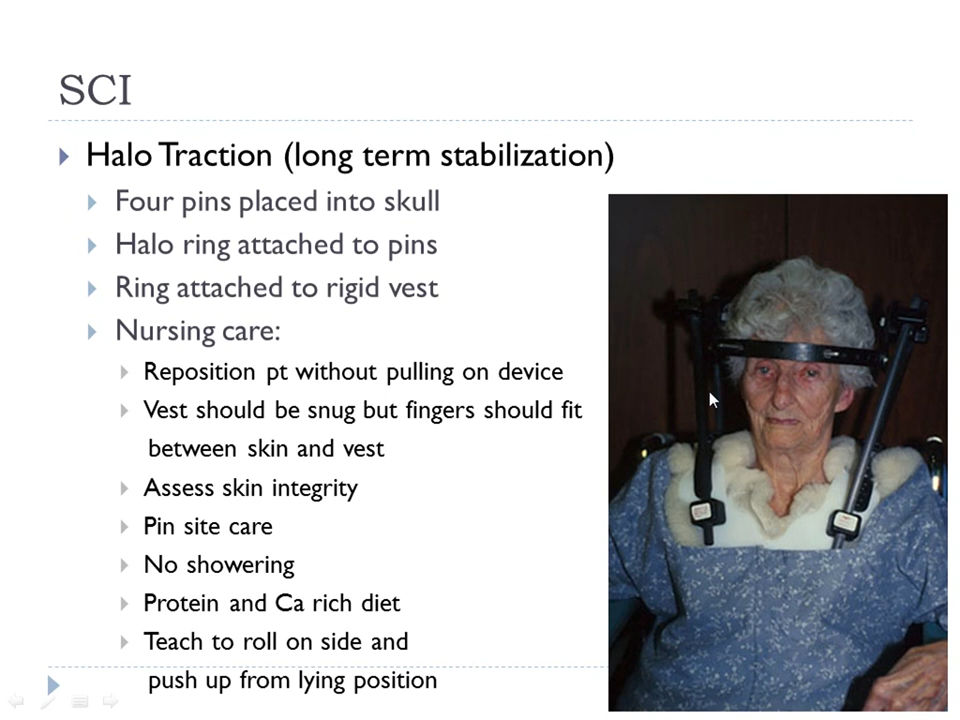 SCI
Halo Traction (long term stabilization)
Four pins placed into skull
Halo ring attached to pins
Ring attached to rigid vest
Nursing care:
Reposition pt without pulling on device
Vest should be snug but fingers should fit
between skin and vest
Assess skin integrity
Pin site care
No showering
Protein and Ca rich diet
Teach to roll on side and
push up from lying position